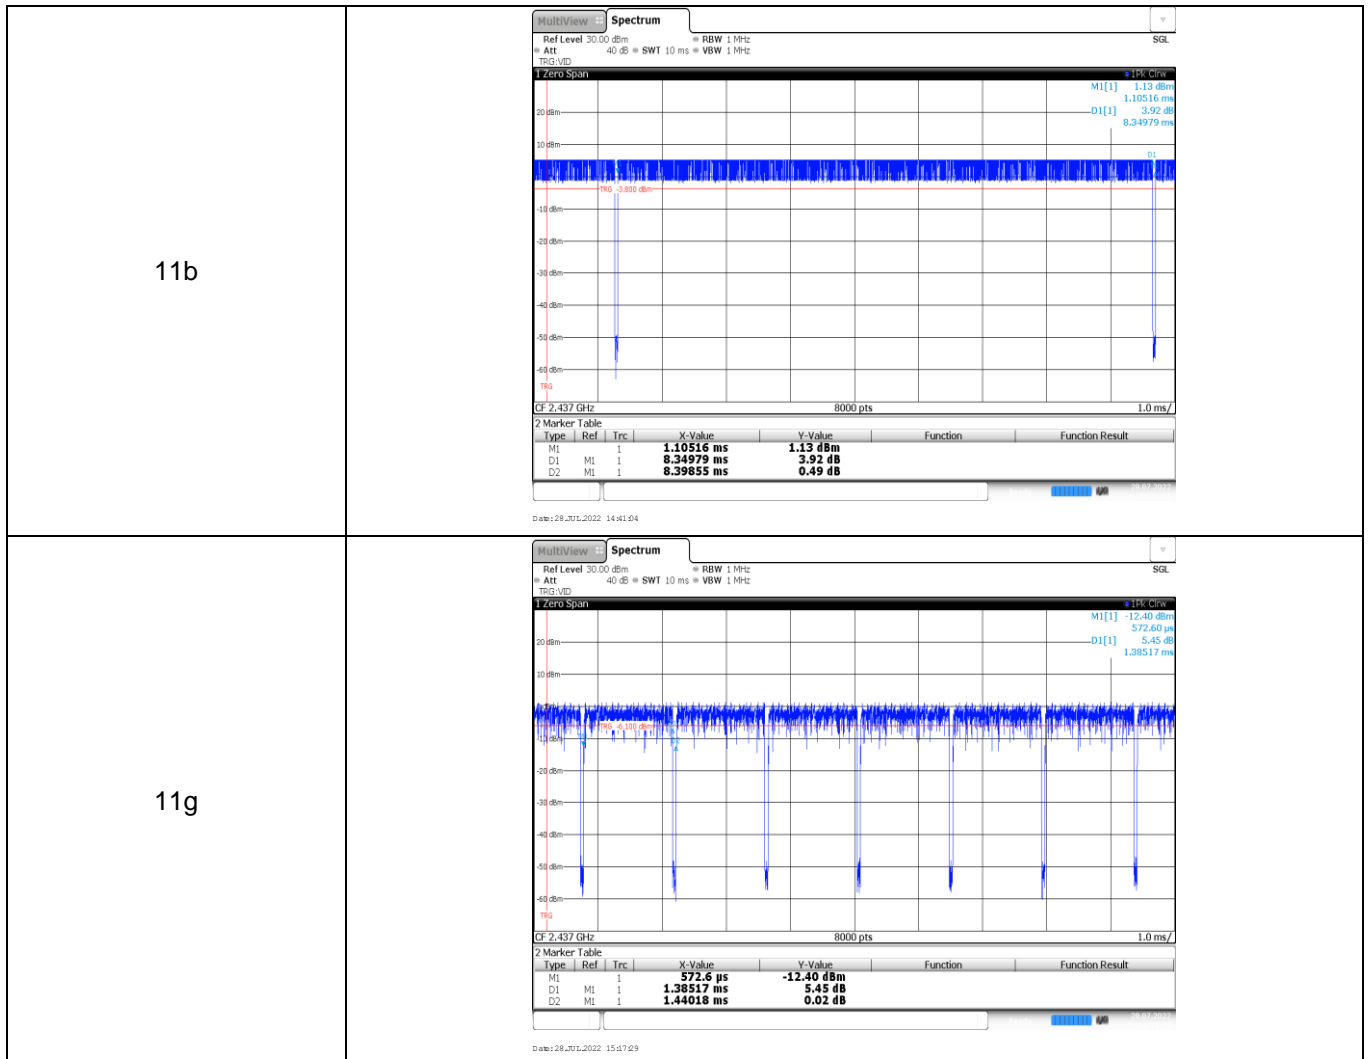 11b
MultiView Spectrum
Ref Level 30.00 dBm RBW 1 MHz SGL
Att 40 dB SWT 10 ms VBW 1 MHz
TRG:VID
1 Zero Span 1Pk Clrw
M1[1] 1.13 dBm
1.10516 ms
20 dBm
D1[1] 3.92 dB
8.34979 ms
10 dBm
D1
TRG -3.800 dBm
-10 dBm
-20 dBm
-30 dBm
-40 dBm
-50 dBm
-60 dBm
TRG
CF 2.437 GHz 8000 pts 1.0 ms/
2 Marker Table
Type Ref Trc X-Value Y-Value Function Function Result
M1 1 1.10516 ms 1.13 dBm
D1 M1 1 8.34979 ms 3.92 dB
D2 M1 1 8.39855 ms 0.49 dB
Date: 28.JUL.2022 14:41:04
11g
MultiView Spectrum
Ref Level 30.00 dBm RBW 1 MHz SGL
Att 40 dB SWT 10 ms VBW 1 MHz
TRG:VID
1 Zero Span 1Pk Clrw
M1[1] -12.40 dBm
572.60 µs
20 dBm
D1[1] 5.45 dB
1.38517 ms
10 dBm
TRG -6.100 dBm
-10 dBm
-20 dBm
-30 dBm
-40 dBm
-50 dBm
-60 dBm
TRG
CF 2.437 GHz 8000 pts 1.0 ms/
2 Marker Table
Type Ref Trc X-Value Y-Value Function Function Result
M1 1 572.6 µs -12.40 dBm
D1 M1 1 1.38517 ms 5.45 dB
D2 M1 1 1.44018 ms 0.02 dB
Date: 28.JUL.2022 15:17:29